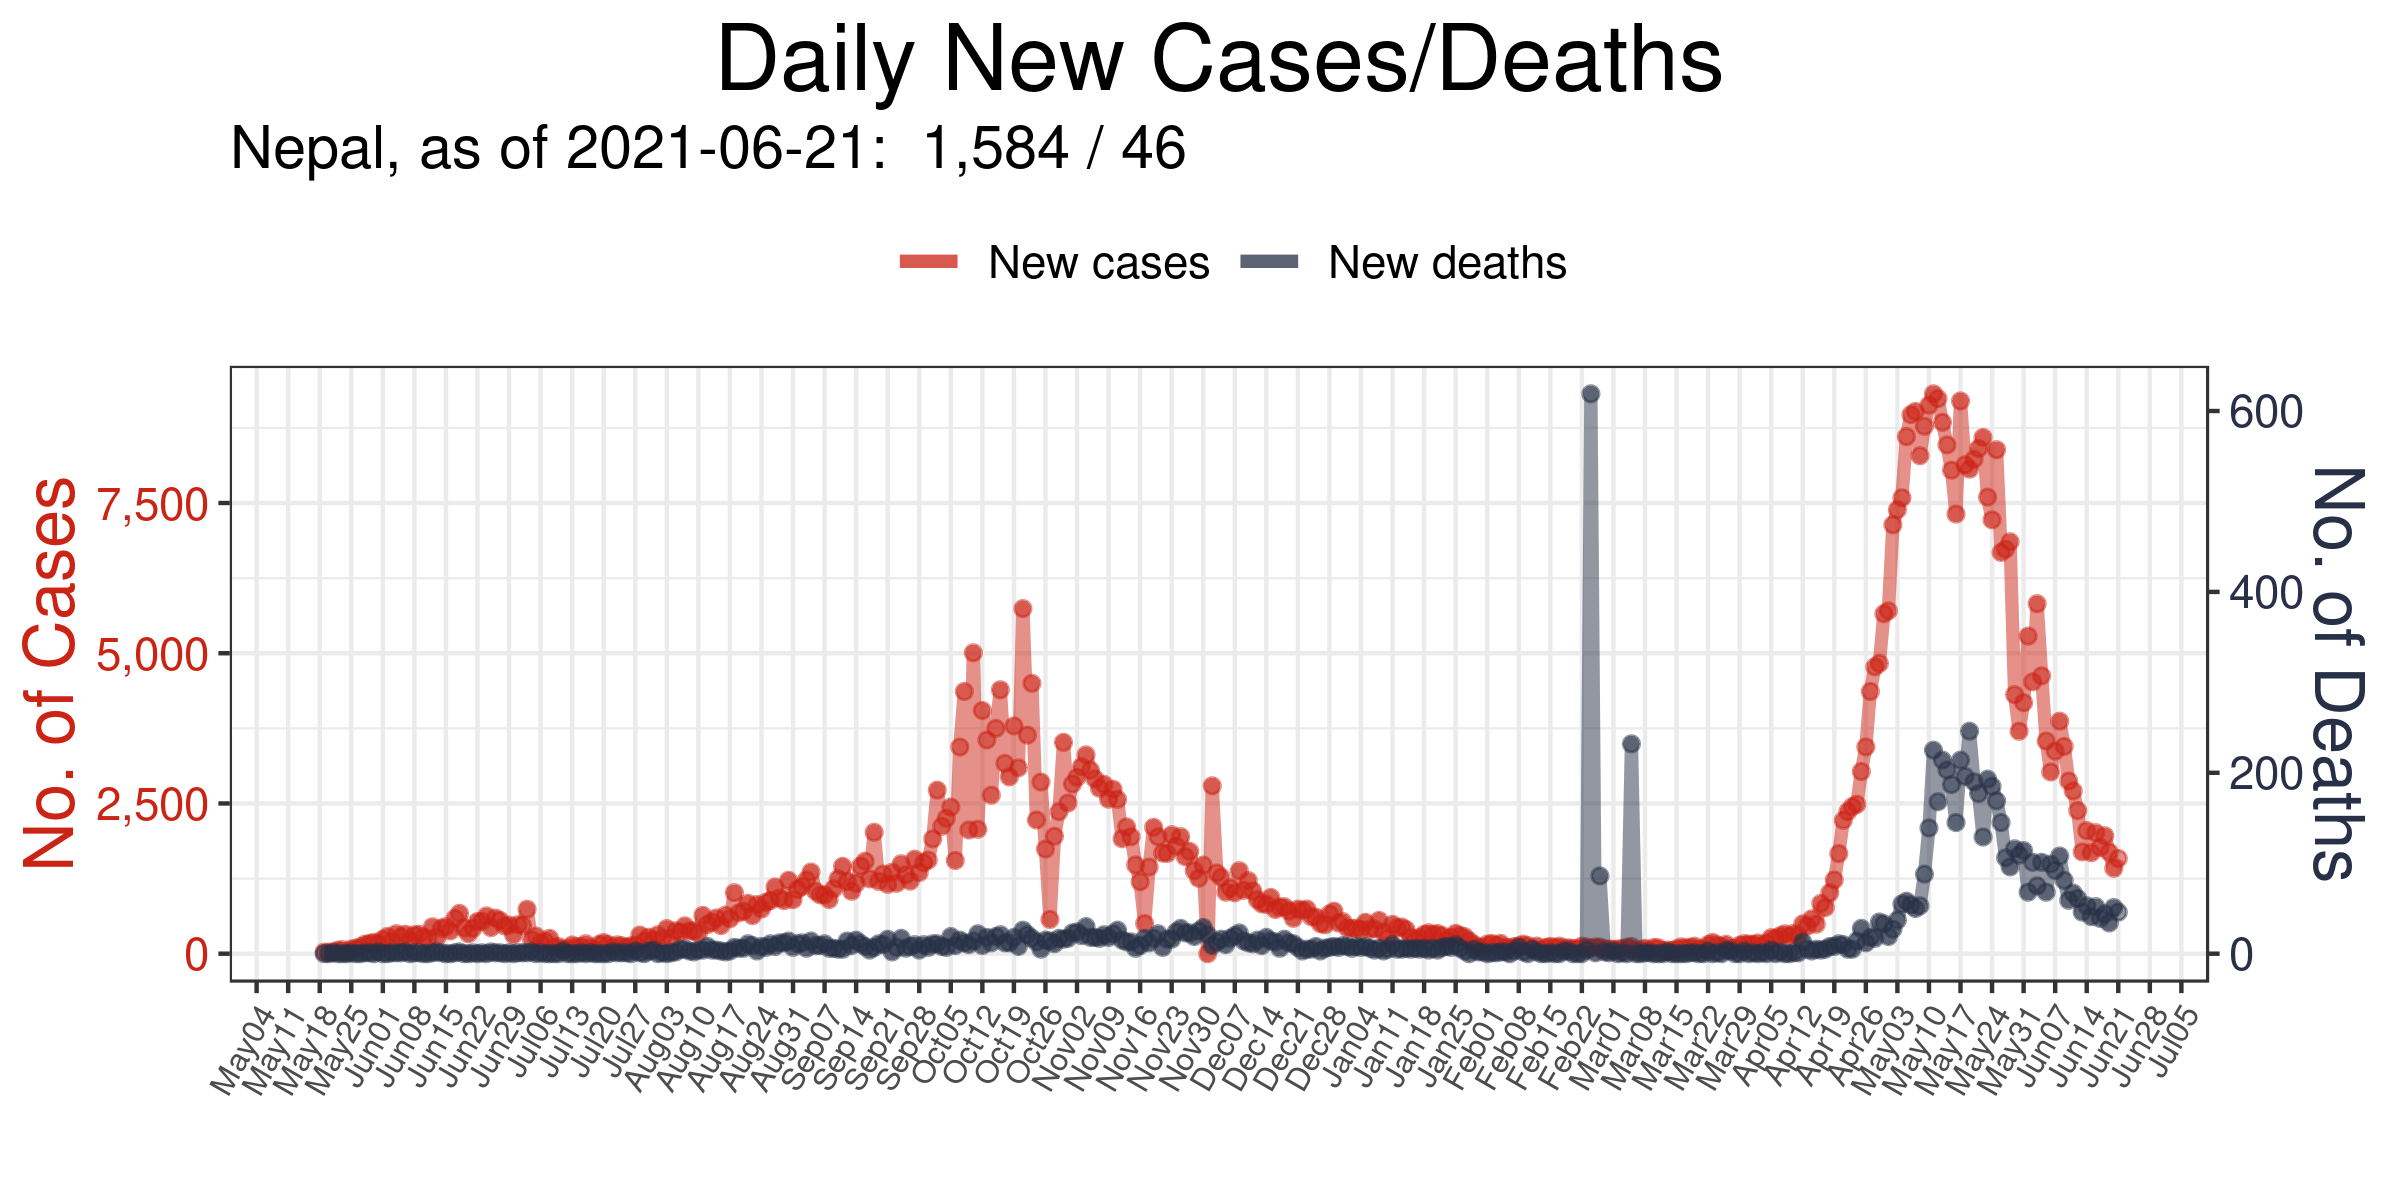 Daily New Cases/Deaths
Nepal, as of 2021-06-21:  1,584 / 46
New cases
New deaths
No. of Cases
7,500
5,000
2,500
0
600
400
200
0
No. of Deaths
May04
May11
May18
May25
Jun01
Jun08
Jun15
Jun22
Jun29
Jul06
Jul13
Jul20
Jul27
Aug03
Aug10
Aug17
Aug24
Aug31
Sep07
Sep14
Sep21
Sep28
Oct05
Oct12
Oct19
Oct26
Nov02
Nov09
Nov16
Nov23
Nov30
Dec07
Dec14
Dec21
Dec28
Jan04
Jan11
Jan18
Jan25
Feb01
Feb08
Feb15
Feb22
Mar01
Mar08
Mar15
Mar22
Mar29
Apr05
Apr12
Apr19
Apr26
May03
May10
May17
May24
May31
Jun07
Jun14
Jun21
Jun28
Jul05